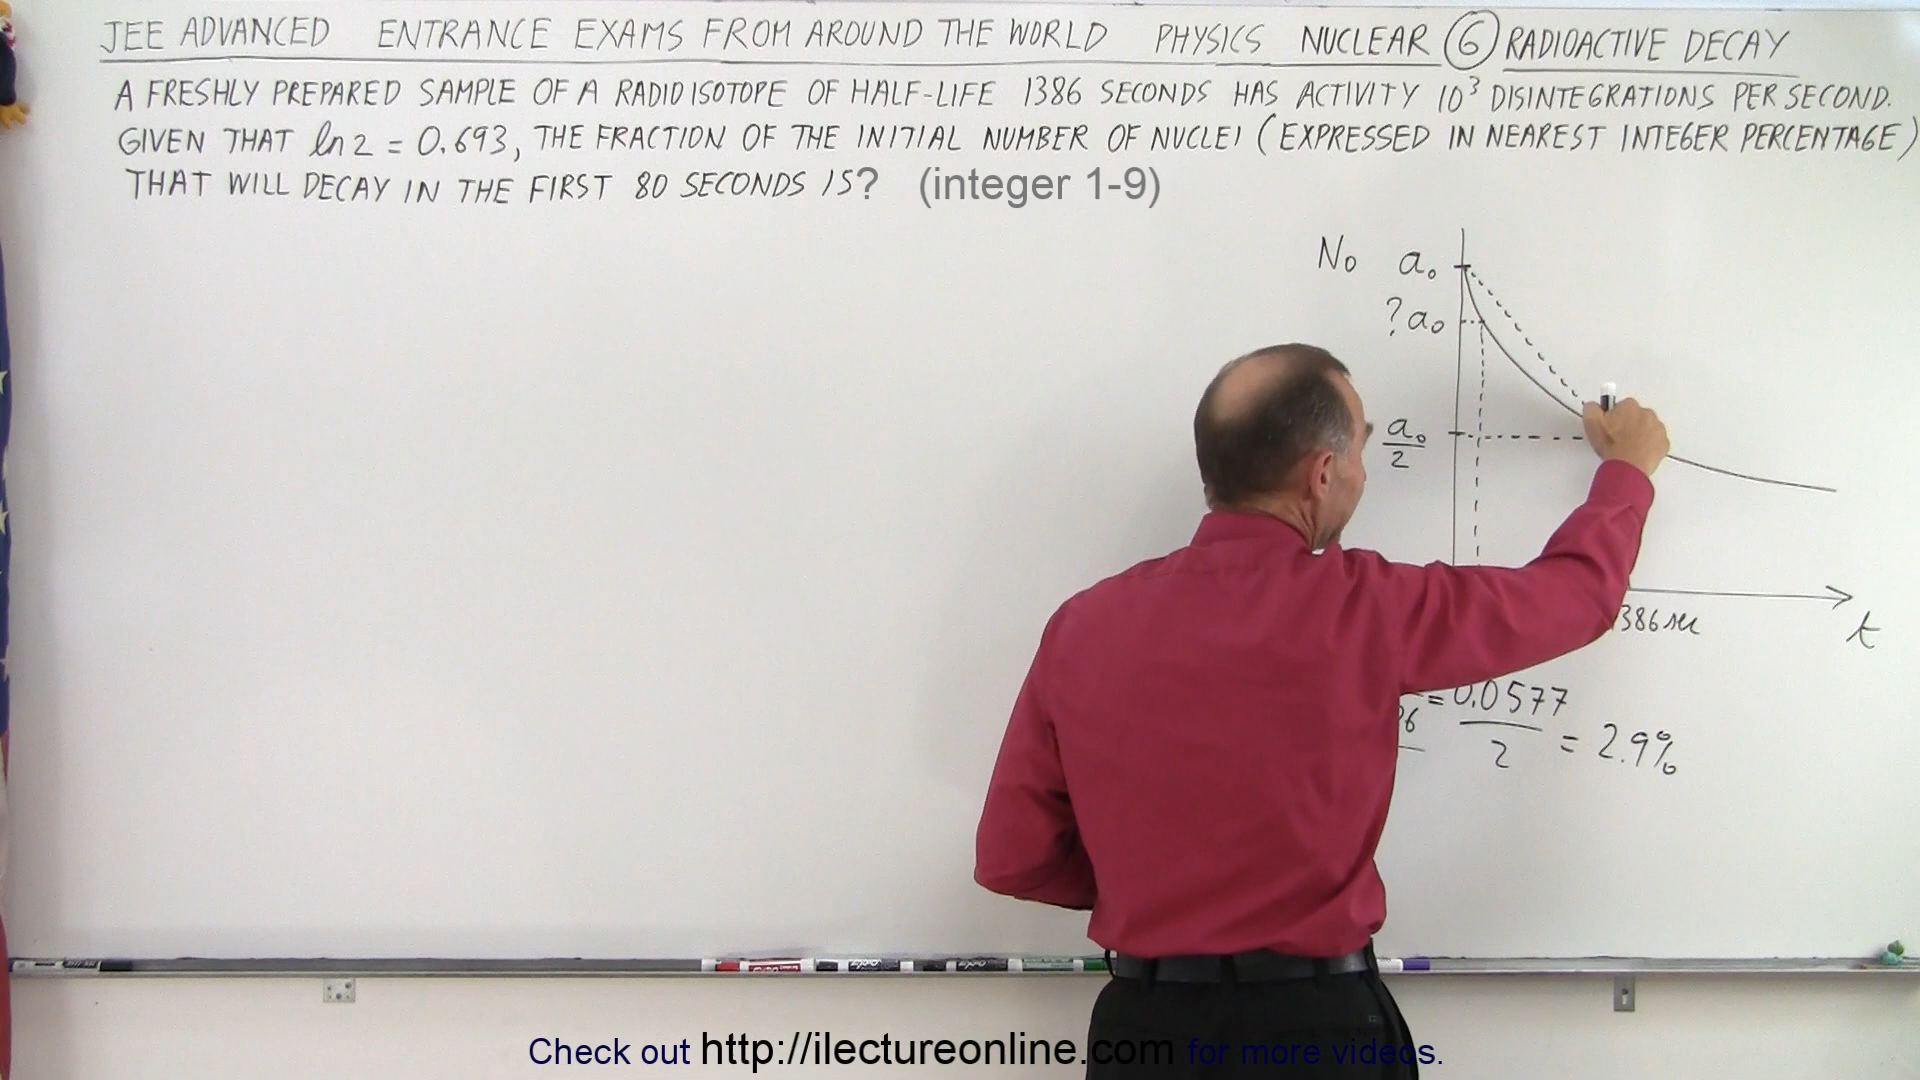 JEE ADVANCED ENTRANCE EXAMS FROM AROUND THE WORLD PHYSICS NUCLEAR ⑥ RADIOACTIVE DECAY
A FRESHLY PREPARED SAMPLE OF A RADIOISOTOPE OF HALF-LIFE 1386 SECONDS HAS ACTIVITY 10³ DISINTEGRATIONS PER SECOND.
GIVEN THAT ln 2 = 0.693, THE FRACTION OF THE INITIAL NUMBER OF NUCLEI (EXPRESSED IN NEAREST INTEGER PERCENTAGE)
THAT WILL DECAY IN THE FIRST 80 SECONDS IS? (integer 1-9)
N₀ a₀
? a₀
a₀/2
386 sec t
6 = 0.0577/2 = 2.9%
Check out http://ilectureonline.com for more videos.